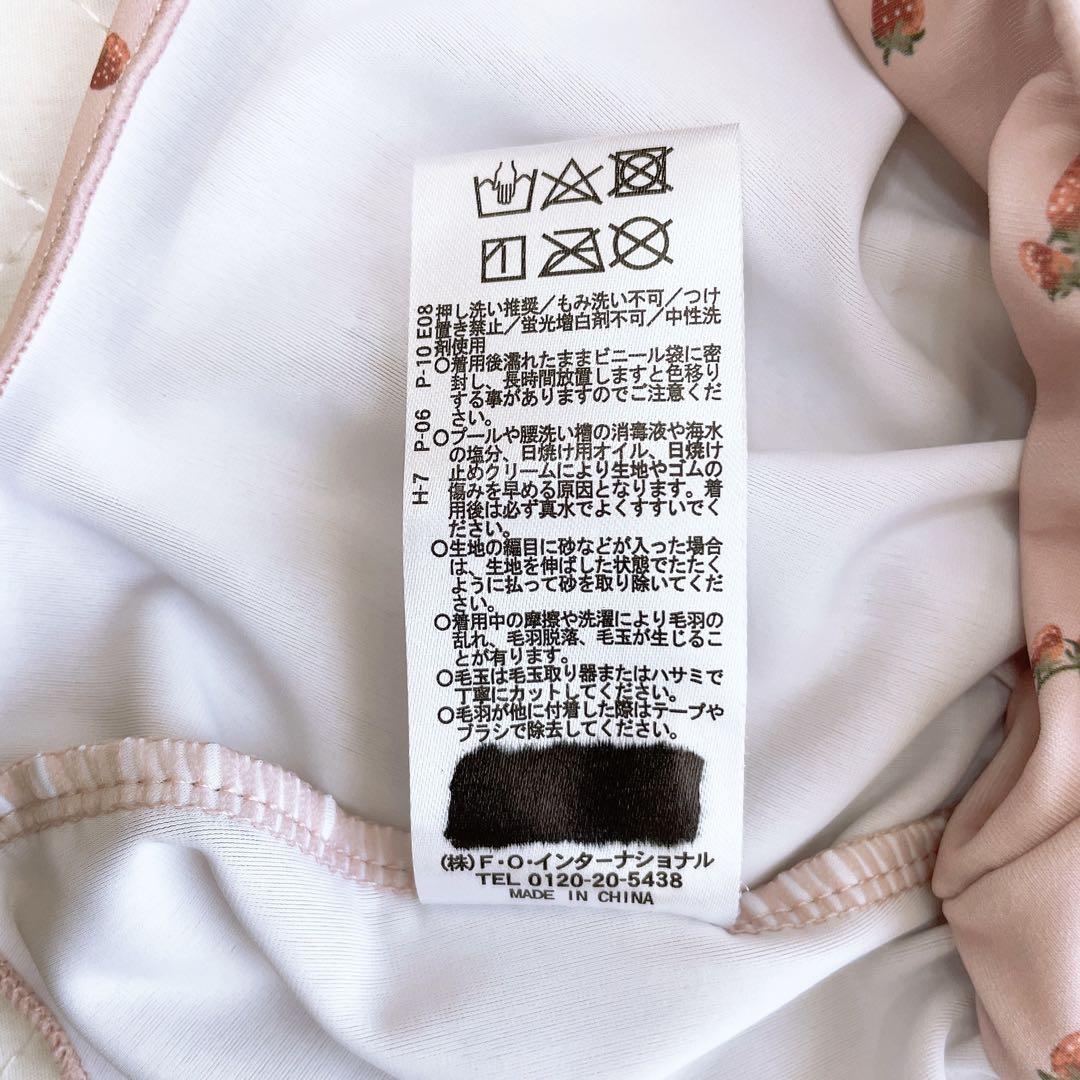 押し洗い推奨/もみ洗い不可/つけ
置き禁止/蛍光増白剤不可/中性洗
剤使用
○着用後濡れたままビニール袋に密
封し、長時間放置しますと色移り
する事がありますのでご注意くだ
さい。
○プールや腰洗い槽の消毒液や海水
の塩分、日焼け用オイル、日焼け
止めクリームにより生地やゴムの
傷みを早める原因となります。着
用後は必ず真水でよくすすいでく
ださい。
○生地の編目に砂などが入った場合
は、生地を伸ばした状態でたたく
ように払って砂を取り除いてくだ
さい。
○着用中の摩擦や洗濯により毛羽の
乱れ、毛羽脱落、毛玉が生じるこ
とが有ります。
○毛玉は毛玉取り器またはハサミで
丁寧にカットしてください。
○毛羽が他に付着した際はテープや
ブラシで除去してください。
H-7 P-06 P-10 E08
(株)F・O・インターナショナル
TEL 0120-20-5438
MADE IN CHINA